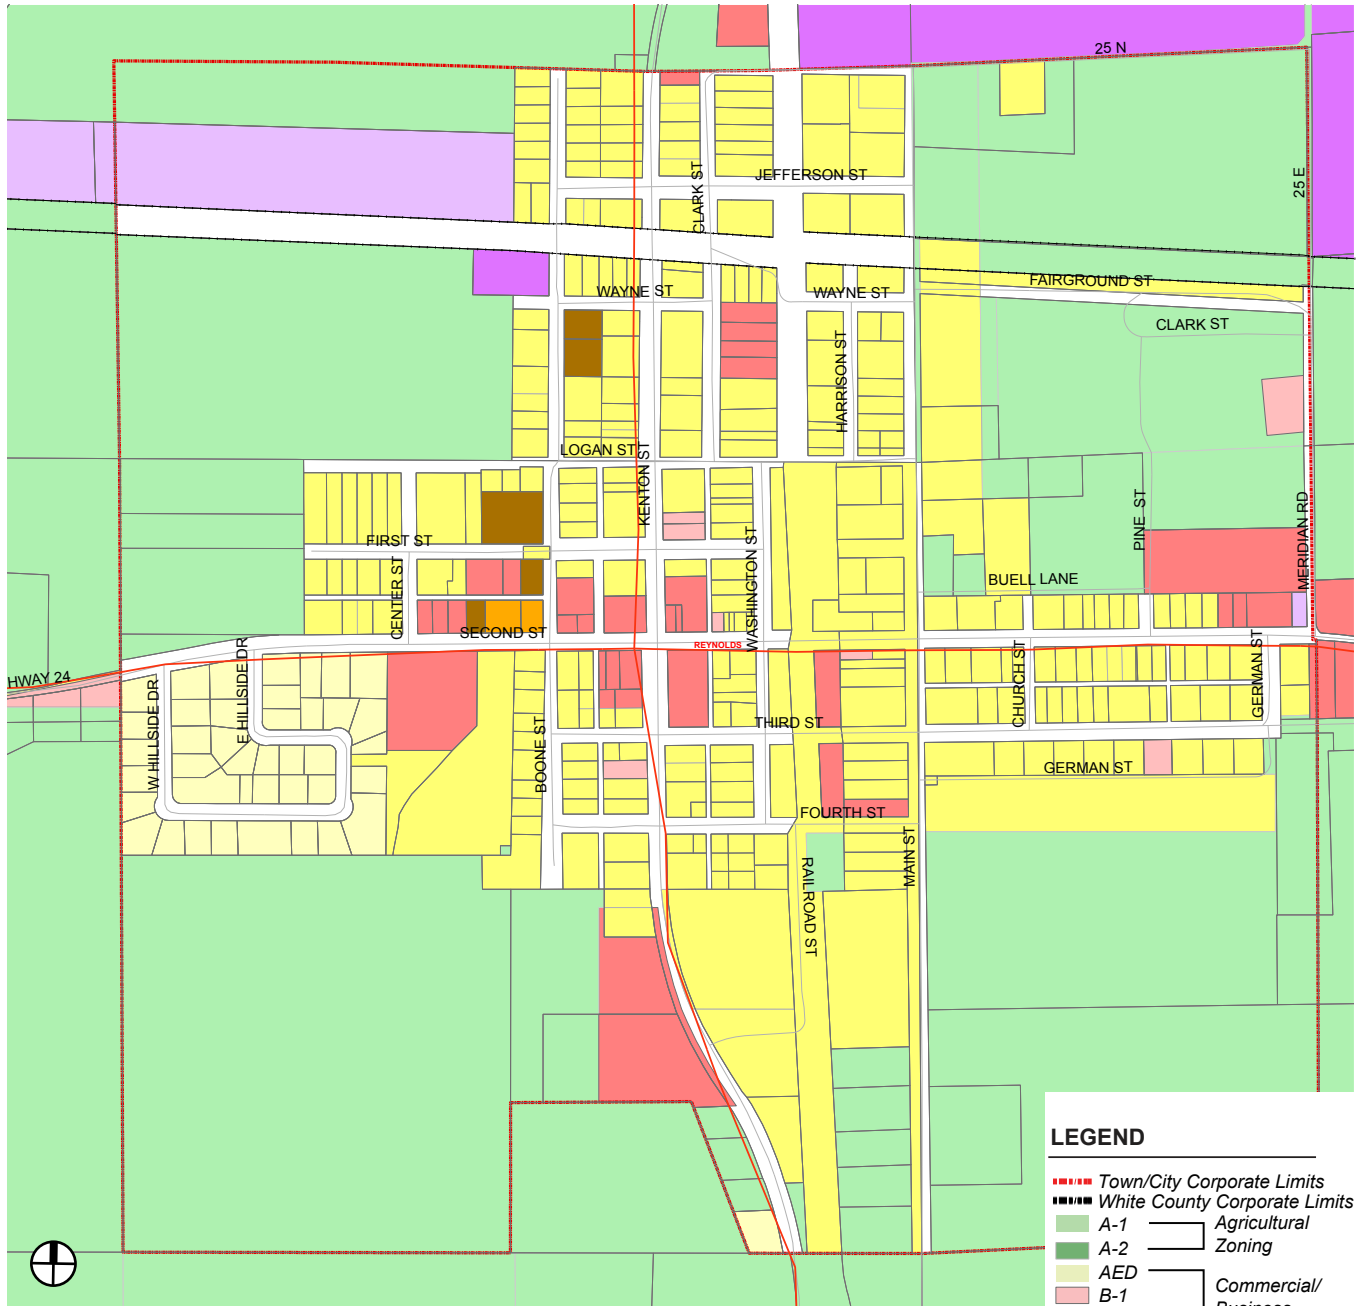 25 N
25 E
JEFFERSON ST
CLARK ST
FAIRGROUND ST
WAYNE ST
WAYNE ST
CLARK ST
HARRISON ST
LOGAN ST
KENTON ST
FIRST ST
CENTER ST
WASHINGTON ST
PINE ST
MERIDIAN RD
BUELL LANE
SECOND ST
REYNOLDS
HWAY 24
W HILLSIDE DR
E HILLSIDE DR
BOONE ST
THIRD ST
CHURCH ST
GERMAN ST
GERMAN ST
FOURTH ST
MAIN ST
RAILROAD ST
LEGEND
Town/City Corporate Limits
White County Corporate Limits
A-1
Agricultural
A-2
Zoning
AED
Commercial/
B-1
Business